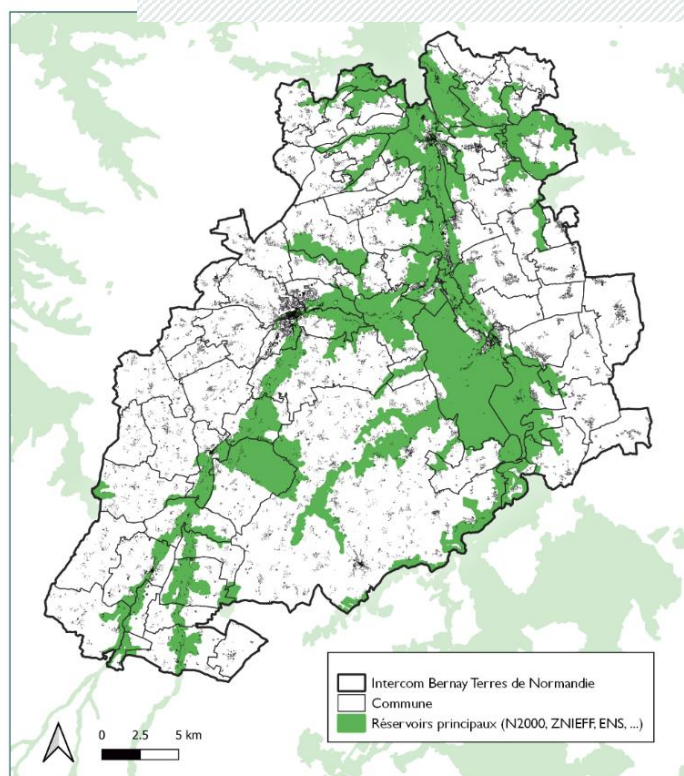 Intercom Bernay Terres de Normandie
Commune
Réservoirs principaux (N2000, ZNIEFF, ENS, ...)
0 2.5 5 km